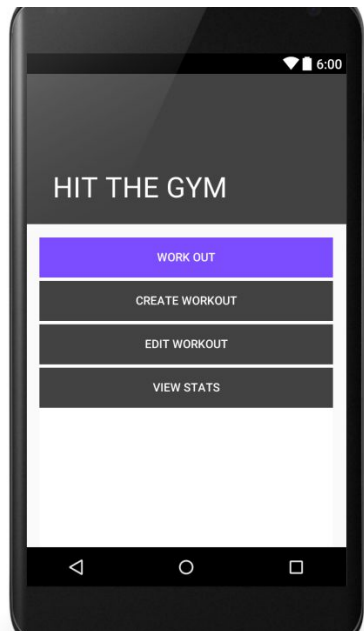 6:00
HIT THE GYM
WORK OUT
CREATE WORKOUT
EDIT WORKOUT
VIEW STATS